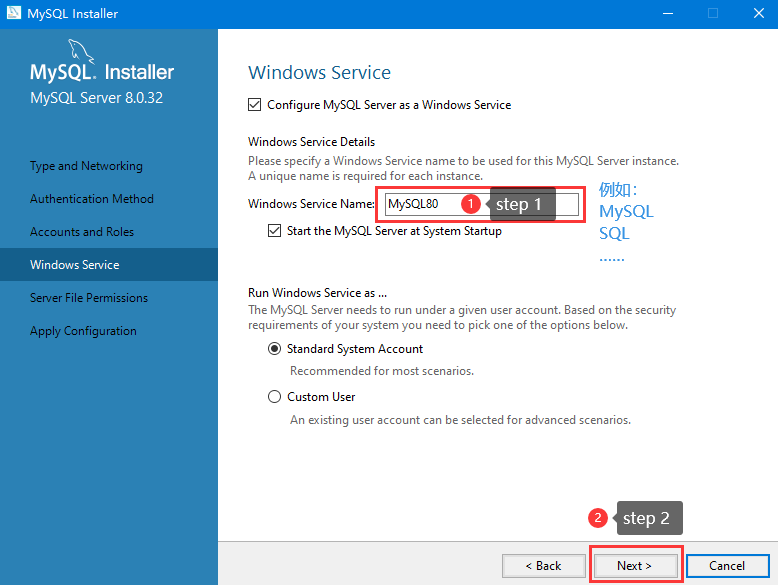 MySQL Installer
MySQL. Installer
MySQL Server 8.0.32
Type and Networking
Authentication Method
Accounts and Roles
Windows Service
Server File Permissions
Apply Configuration
Windows Service
Configure MySQL Server as a Windows Service
Windows Service Details
Please specify a Windows Service name to be used for this MySQL Server instance.
A unique name is required for each instance.
Windows Service Name: MySQL80 1 step 1
例如:
MySQL
SQL
......
Start the MySQL Server at System Startup
Run Windows Service as ...
The MySQL Server needs to run under a given user account. Based on the security
requirements of your system you need to pick one of the options below.
Standard System Account
Recommended for most scenarios.
Custom User
An existing user account can be selected for advanced scenarios.
2 step 2
< Back Next > Cancel